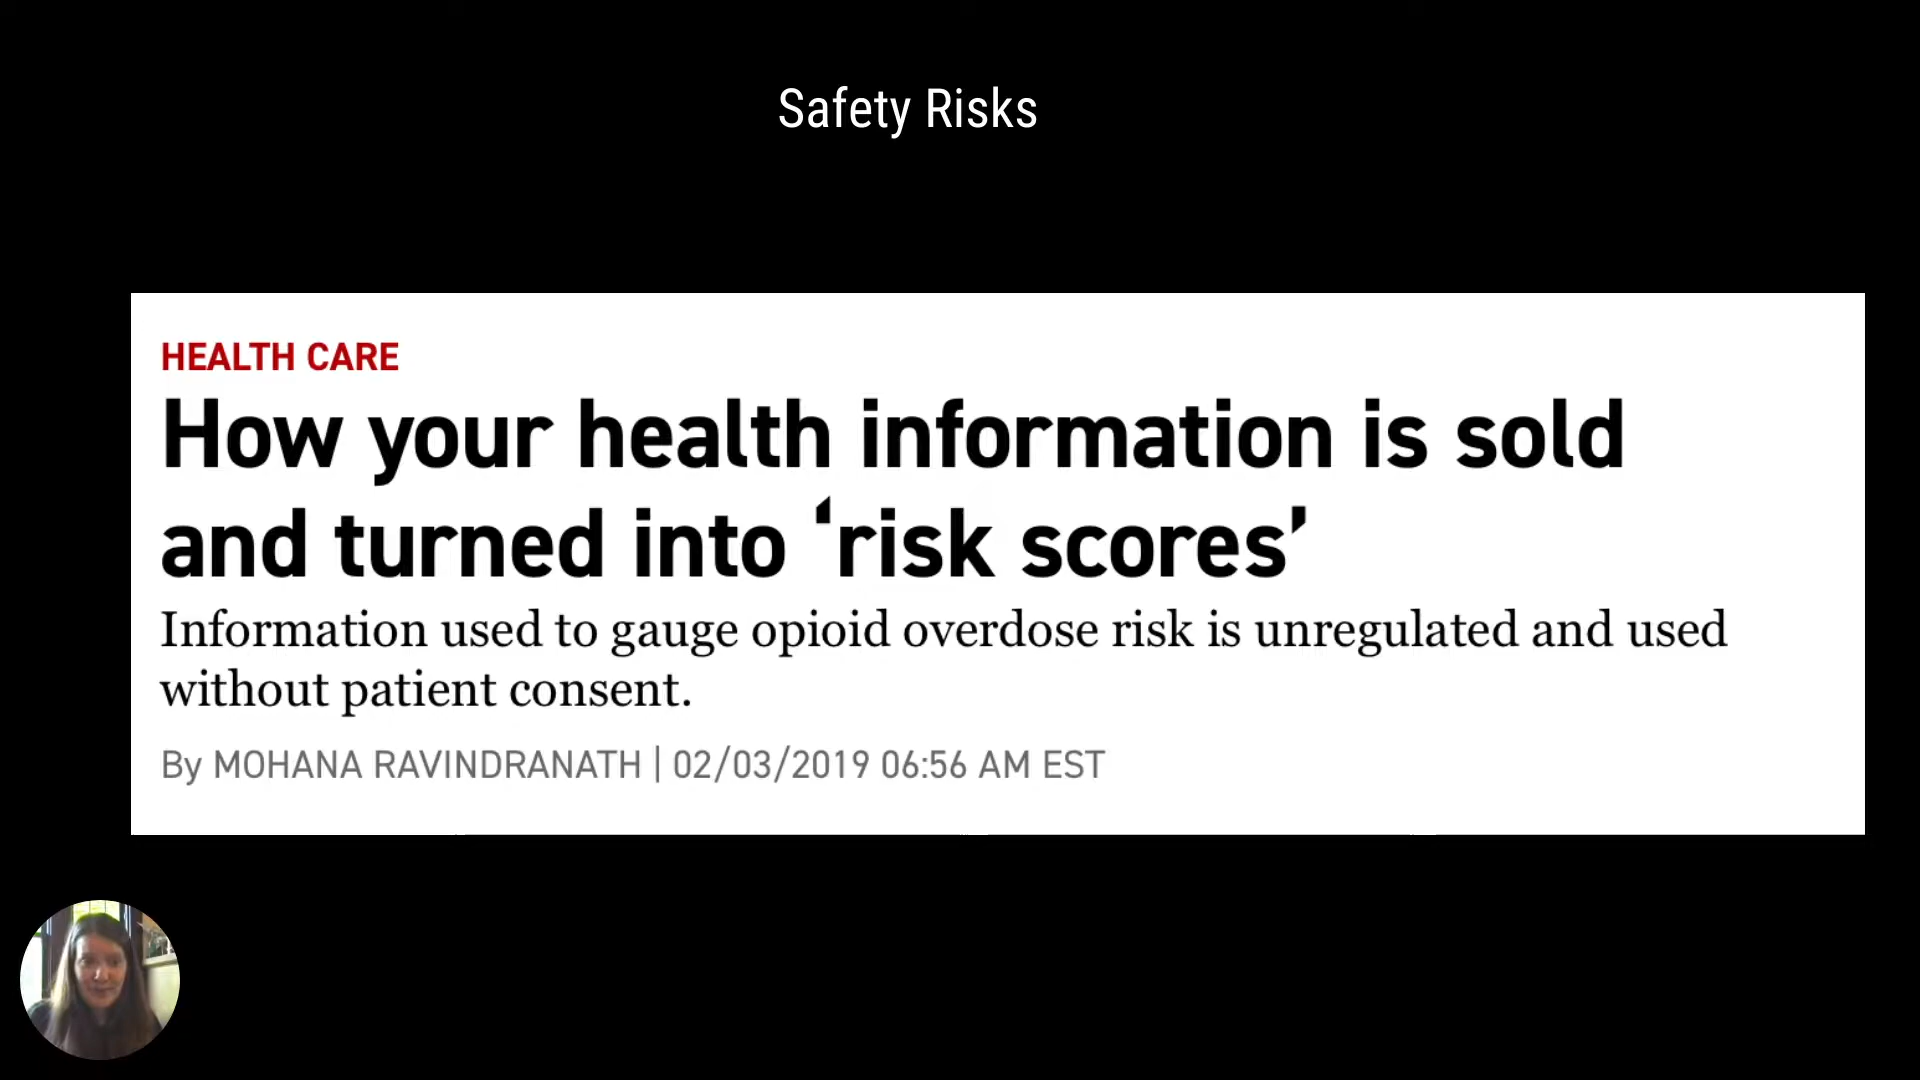 Safety Risks
HEALTH CARE
How your health information is sold
and turned into ‘risk scores’
Information used to gauge opioid overdose risk is unregulated and used
without patient consent.
By MOHANA RAVINDRANATH | 02/03/2019 06:56 AM EST